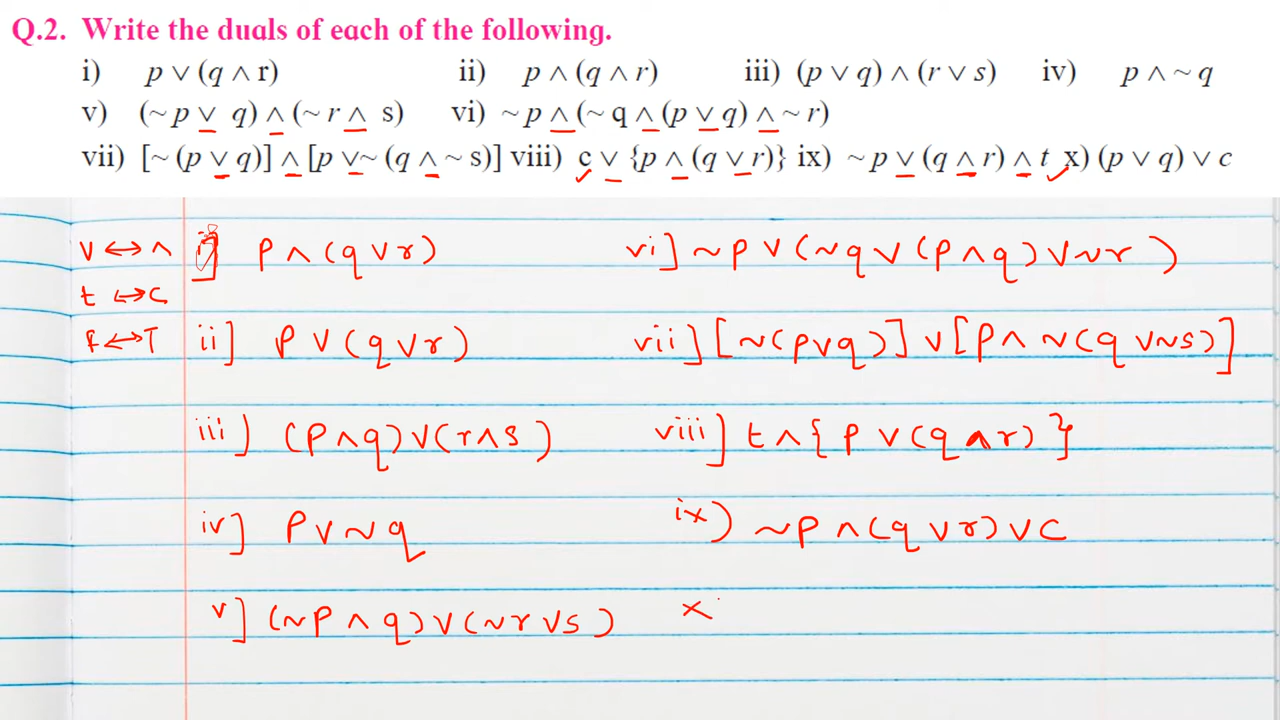 Q.2. Write the duals of each of the following.
i) p ∨ (q ∧ r) ii) p ∧ (q ∧ r) iii) (p ∨ q) ∧ (r ∨ s) iv) p ∧ ~ q
v) (~ p ∨ q) ∧ (~ r ∧ s) vi) ~ p ∧ (~ q ∧ (p ∨ q) ∧ ~ r)
vii) [~ (p ∨ q)] ∧ [p ∨ ~ (q ∧ ~ s)] viii) c ∨ {p ∧ (q ∨ r)} ix) ~ p ∨ (q ∧ r) ∧ t x) (p ∨ q) ∨ c
∨ ↔ ∧
t ↔ c
F ↔ T
i] p ∧ (q ∨ r)
ii] p ∨ (q ∨ r)
iii) (p ∧ q) ∨ (r ∧ s)
iv] p ∨ ~ q
v] (~p ∧ q) ∨ (~r ∨ s)
vi] ~p ∨ (~q ∨ (p ∧ q) ∨ ~r)
vii] [~(p ∨ q)] ∨ [p ∧ ~(q ∨ ~s)]
viii] t ∧ {p ∨ (q ∧ r)}
ix) ~p ∧ (q ∨ r) ∨ c
x